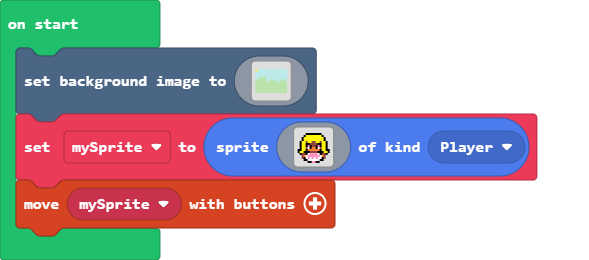 on start
set background image to
set mySprite to sprite of kind Player
move mySprite with buttons